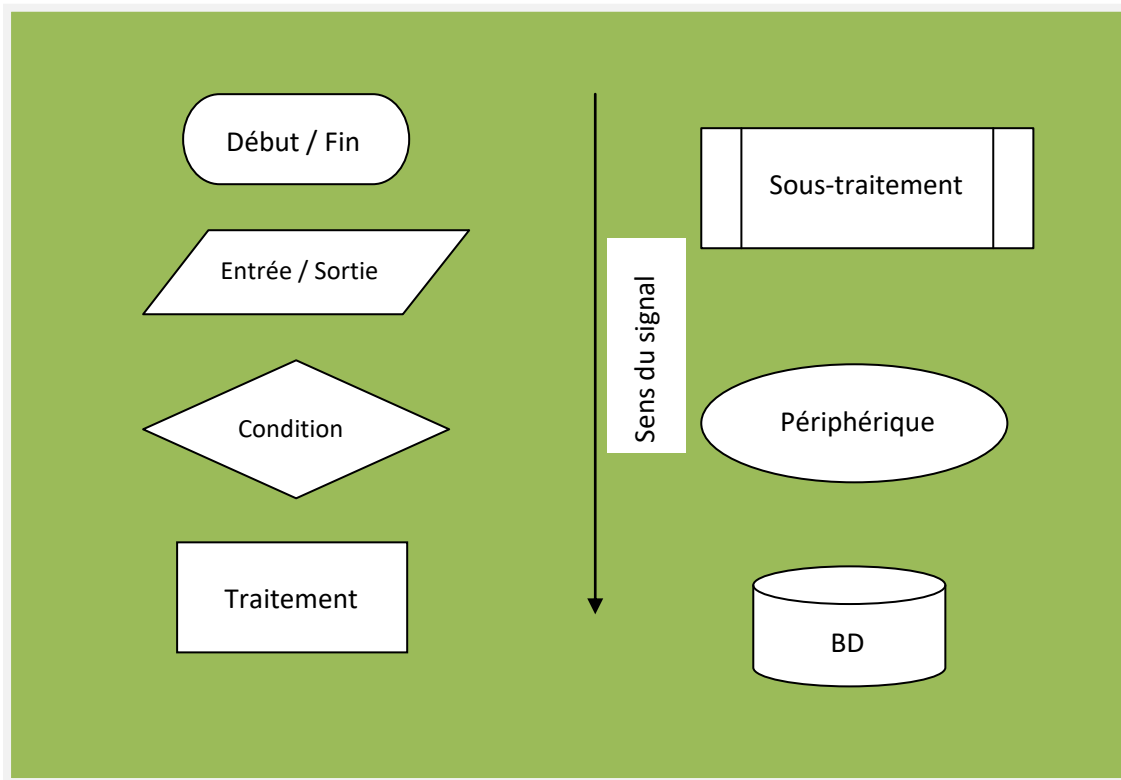 Début / Fin
Entrée / Sortie
Condition
Traitement
Sens du signal
Sous-traitement
Périphérique
BD